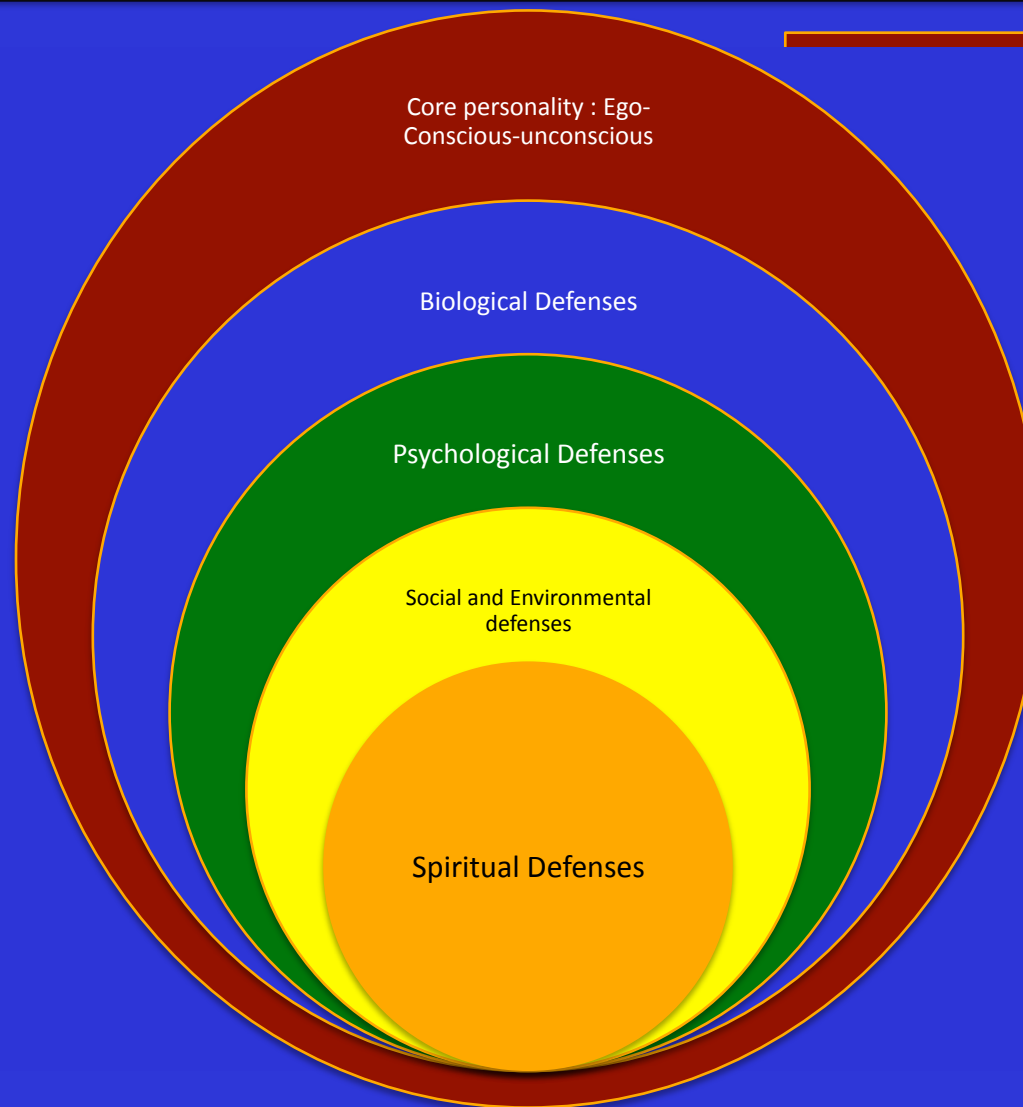 Core personality : Ego-
Conscious-unconscious
Biological Defenses
Psychological Defenses
Social and Environmental
defenses
Spiritual Defenses